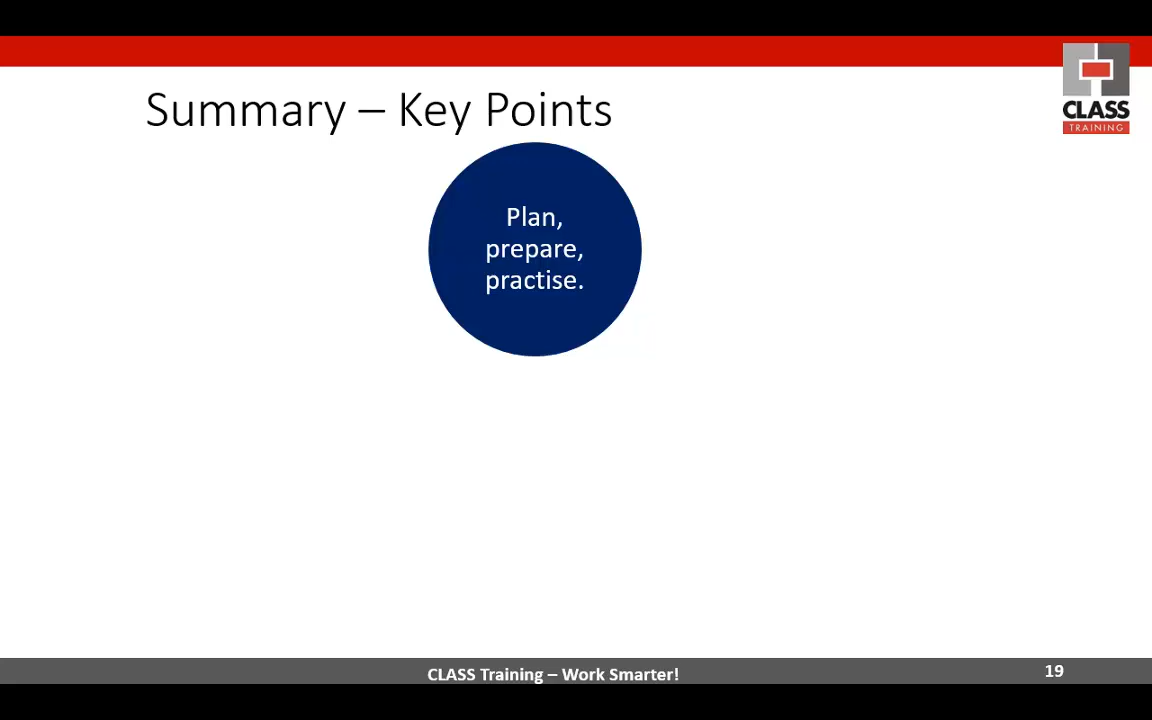 Summary – Key Points
CLASS
TRAINING
Plan,
prepare,
practise.
CLASS Training – Work Smarter!
19